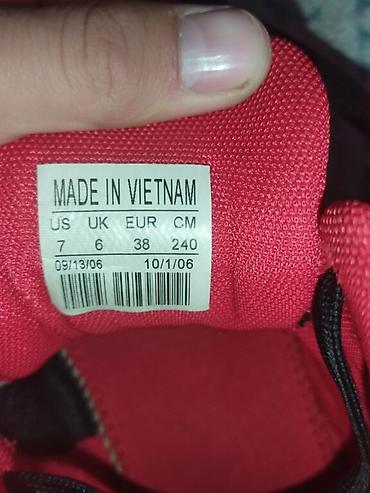 MADE IN VIETNAM
US UK EUR CM
7 6 38 240
09/13/06 10/1/06